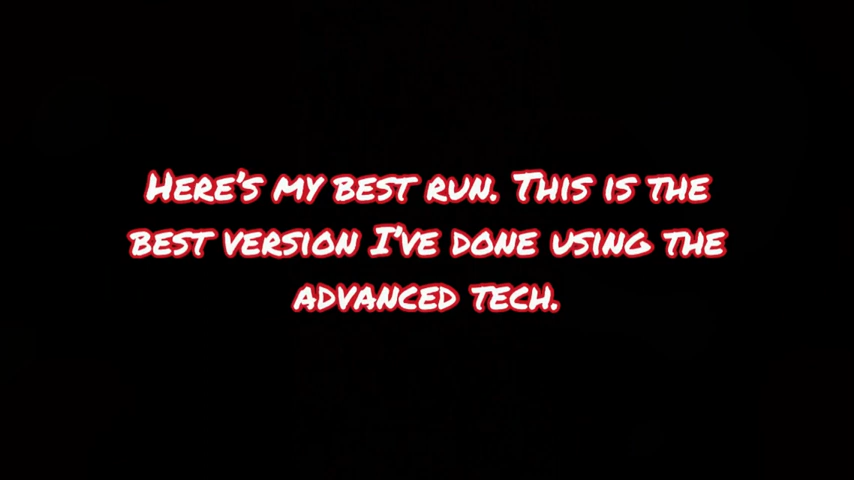 Here's my best run. This is the
best version I've done using the
advanced tech.